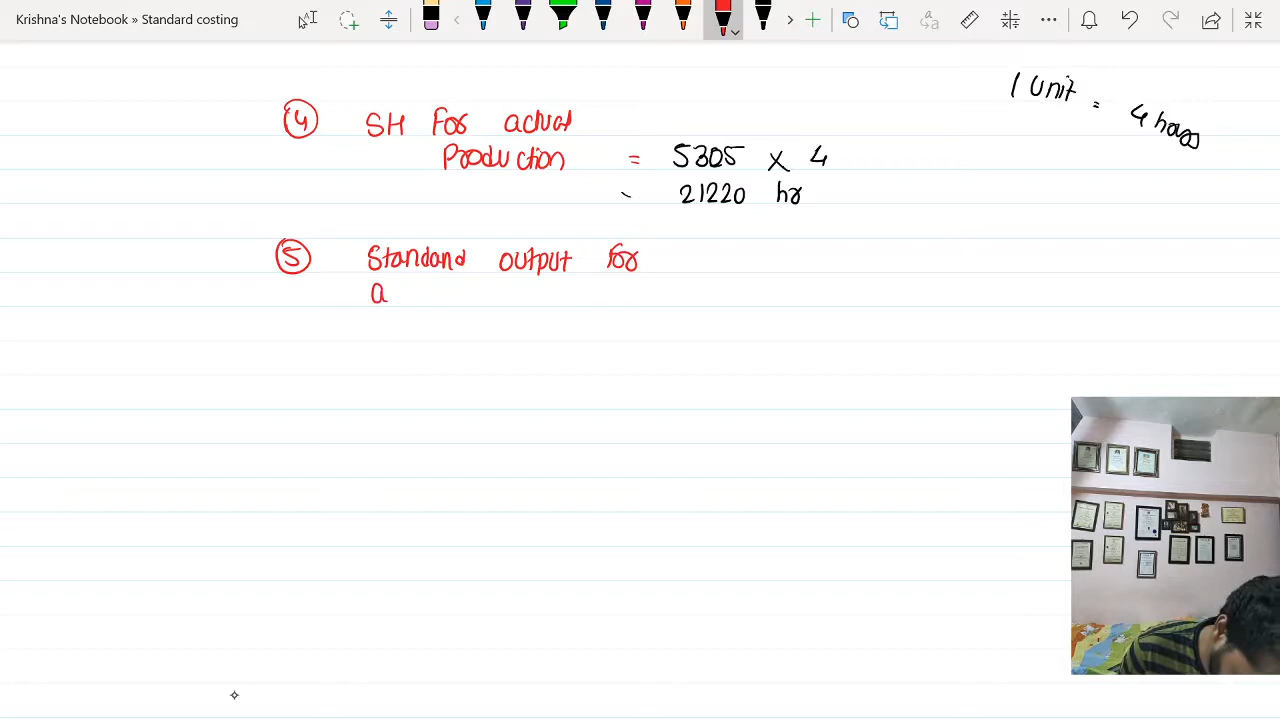 Krishna's Notebook » Standard costing
1 Unit = 4 hours
④ SH For actual
Production = 5305 x 4
21220 hr
⑤ Standard output for
a